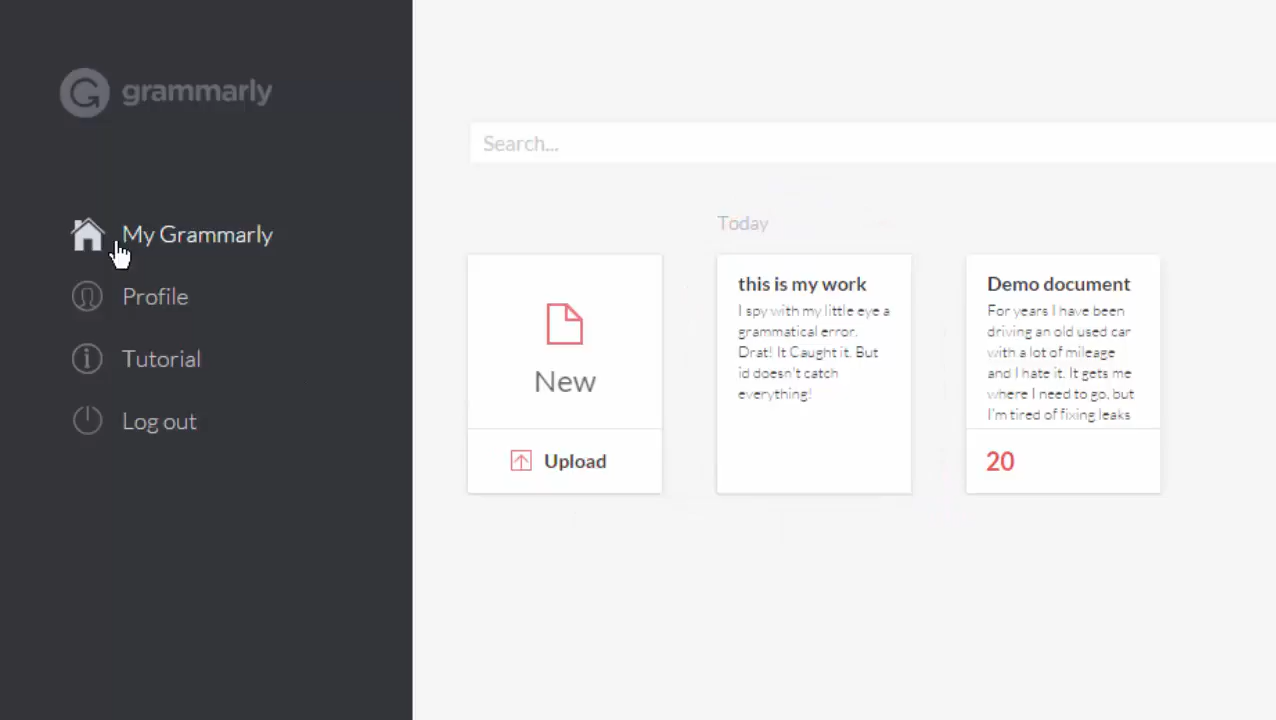 grammarly
My Grammarly
Profile
Tutorial
Log out
Search...
Today
New
Upload
this is my work
I spy with my little eye a
grammatical error.
Drat! It Caught it. But
id doesn't catch
everything!
Demo document
For years I have been
driving an old used car
with a lot of mileage
and I hate it. It gets me
where I need to go, but
I'm tired of fixing leaks
20